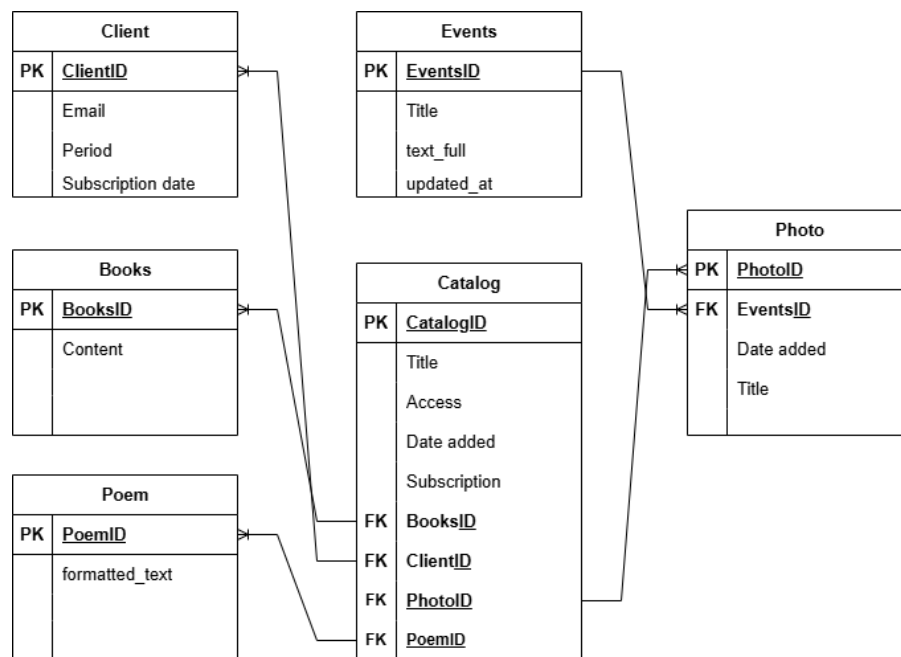 Client
PK ClientID
Email
Period
Subscription date
Events
PK EventsID
Title
text_full
updated_at
Books
PK BooksID
Content
Poem
PK PoemID
formatted_text
Catalog
PK CatalogID
Title
Access
Date added
Subscription
FK BooksID
FK ClientID
FK PhotoID
FK PoemID
Photo
PK PhotoID
FK EventsID
Date added
Title